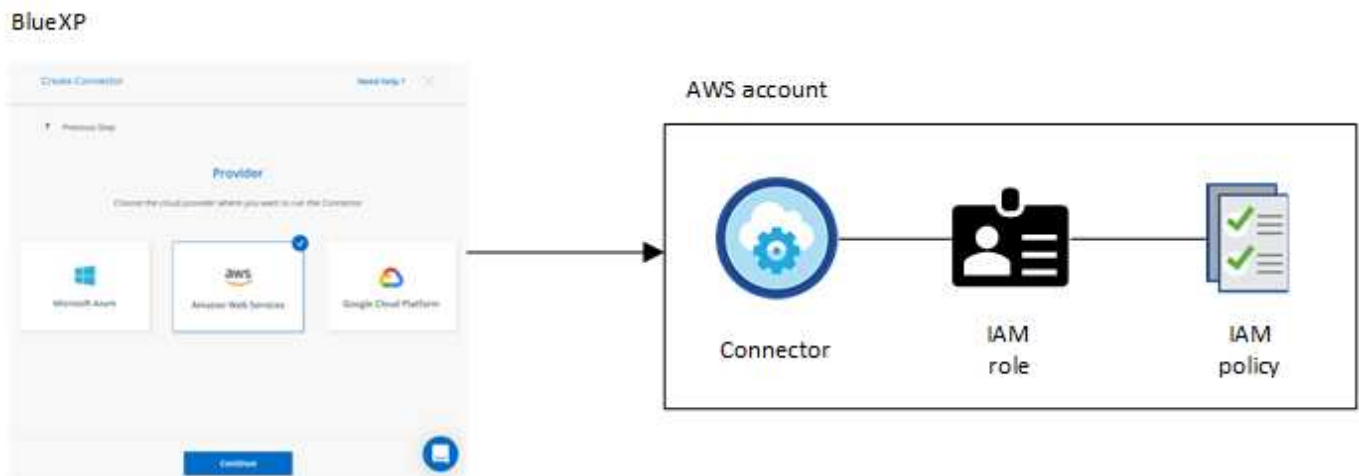 BlueXP
Create Connector
Need help?
Previous Step
Provider
Choose the cloud provider where you want to run the Connector
aws
Microsoft Azure
Amazon Web Services
Google Cloud Platform
Continue
AWS account
Connector
IAM
role
IAM
policy